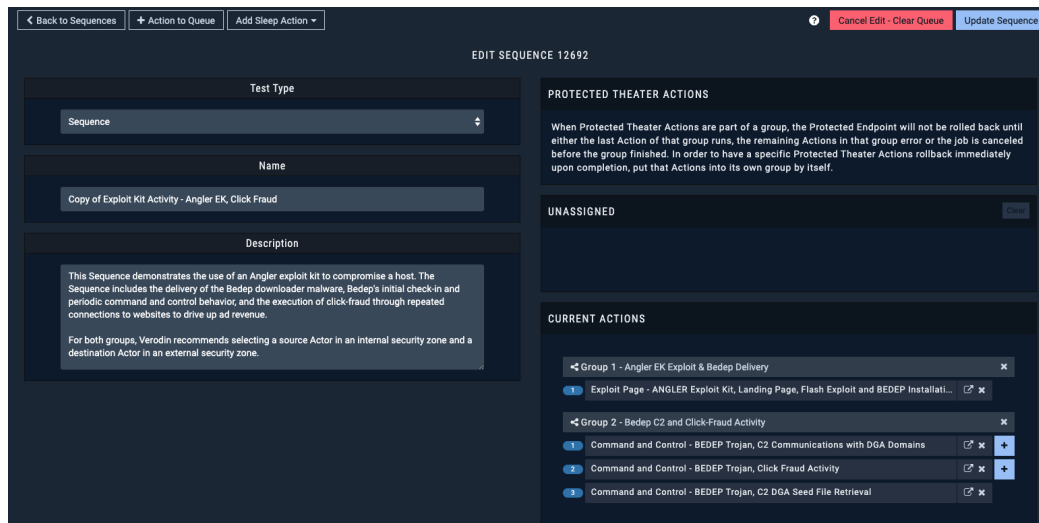 Back to Sequences
+ Action to Queue
Add Sleep Action
?
Cancel Edit - Clear Queue
Update Sequence
EDIT SEQUENCE 12692
Test Type
Sequence
Name
Copy of Exploit Kit Activity - Angler EK, Click Fraud
Description
This Sequence demonstrates the use of an Angler exploit kit to compromise a host. The
Sequence includes the delivery of the Bedep downloader malware, Bedep's initial check-in and
periodic command and control behavior, and the execution of click-fraud through repeated
connections to websites to drive up ad revenue.
For both groups, Verodin recommends selecting a source Actor in an internal security zone and a
destination Actor in an external security zone.
PROTECTED THEATER ACTIONS
When Protected Theater Actions are part of a group, the Protected Endpoint will not be rolled back until
either the last Action of that group runs, the remaining Actions in that group error or the job is canceled
before the group finished. In order to have a specific Protected Theater Actions rollback immediately
upon completion, put that Actions into its own group by itself.
UNASSIGNED
Clear
CURRENT ACTIONS
Group 1 - Angler EK Exploit & Bedep Delivery
1 Exploit Page - ANGLER Exploit Kit, Landing Page, Flash Exploit and BEDEP Installati...
Group 2 - Bedep C2 and Click-Fraud Activity
1 Command and Control - BEDEP Trojan, C2 Communications with DGA Domains
2 Command and Control - BEDEP Trojan, Click Fraud Activity
3 Command and Control - BEDEP Trojan, C2 DGA Seed File Retrieval